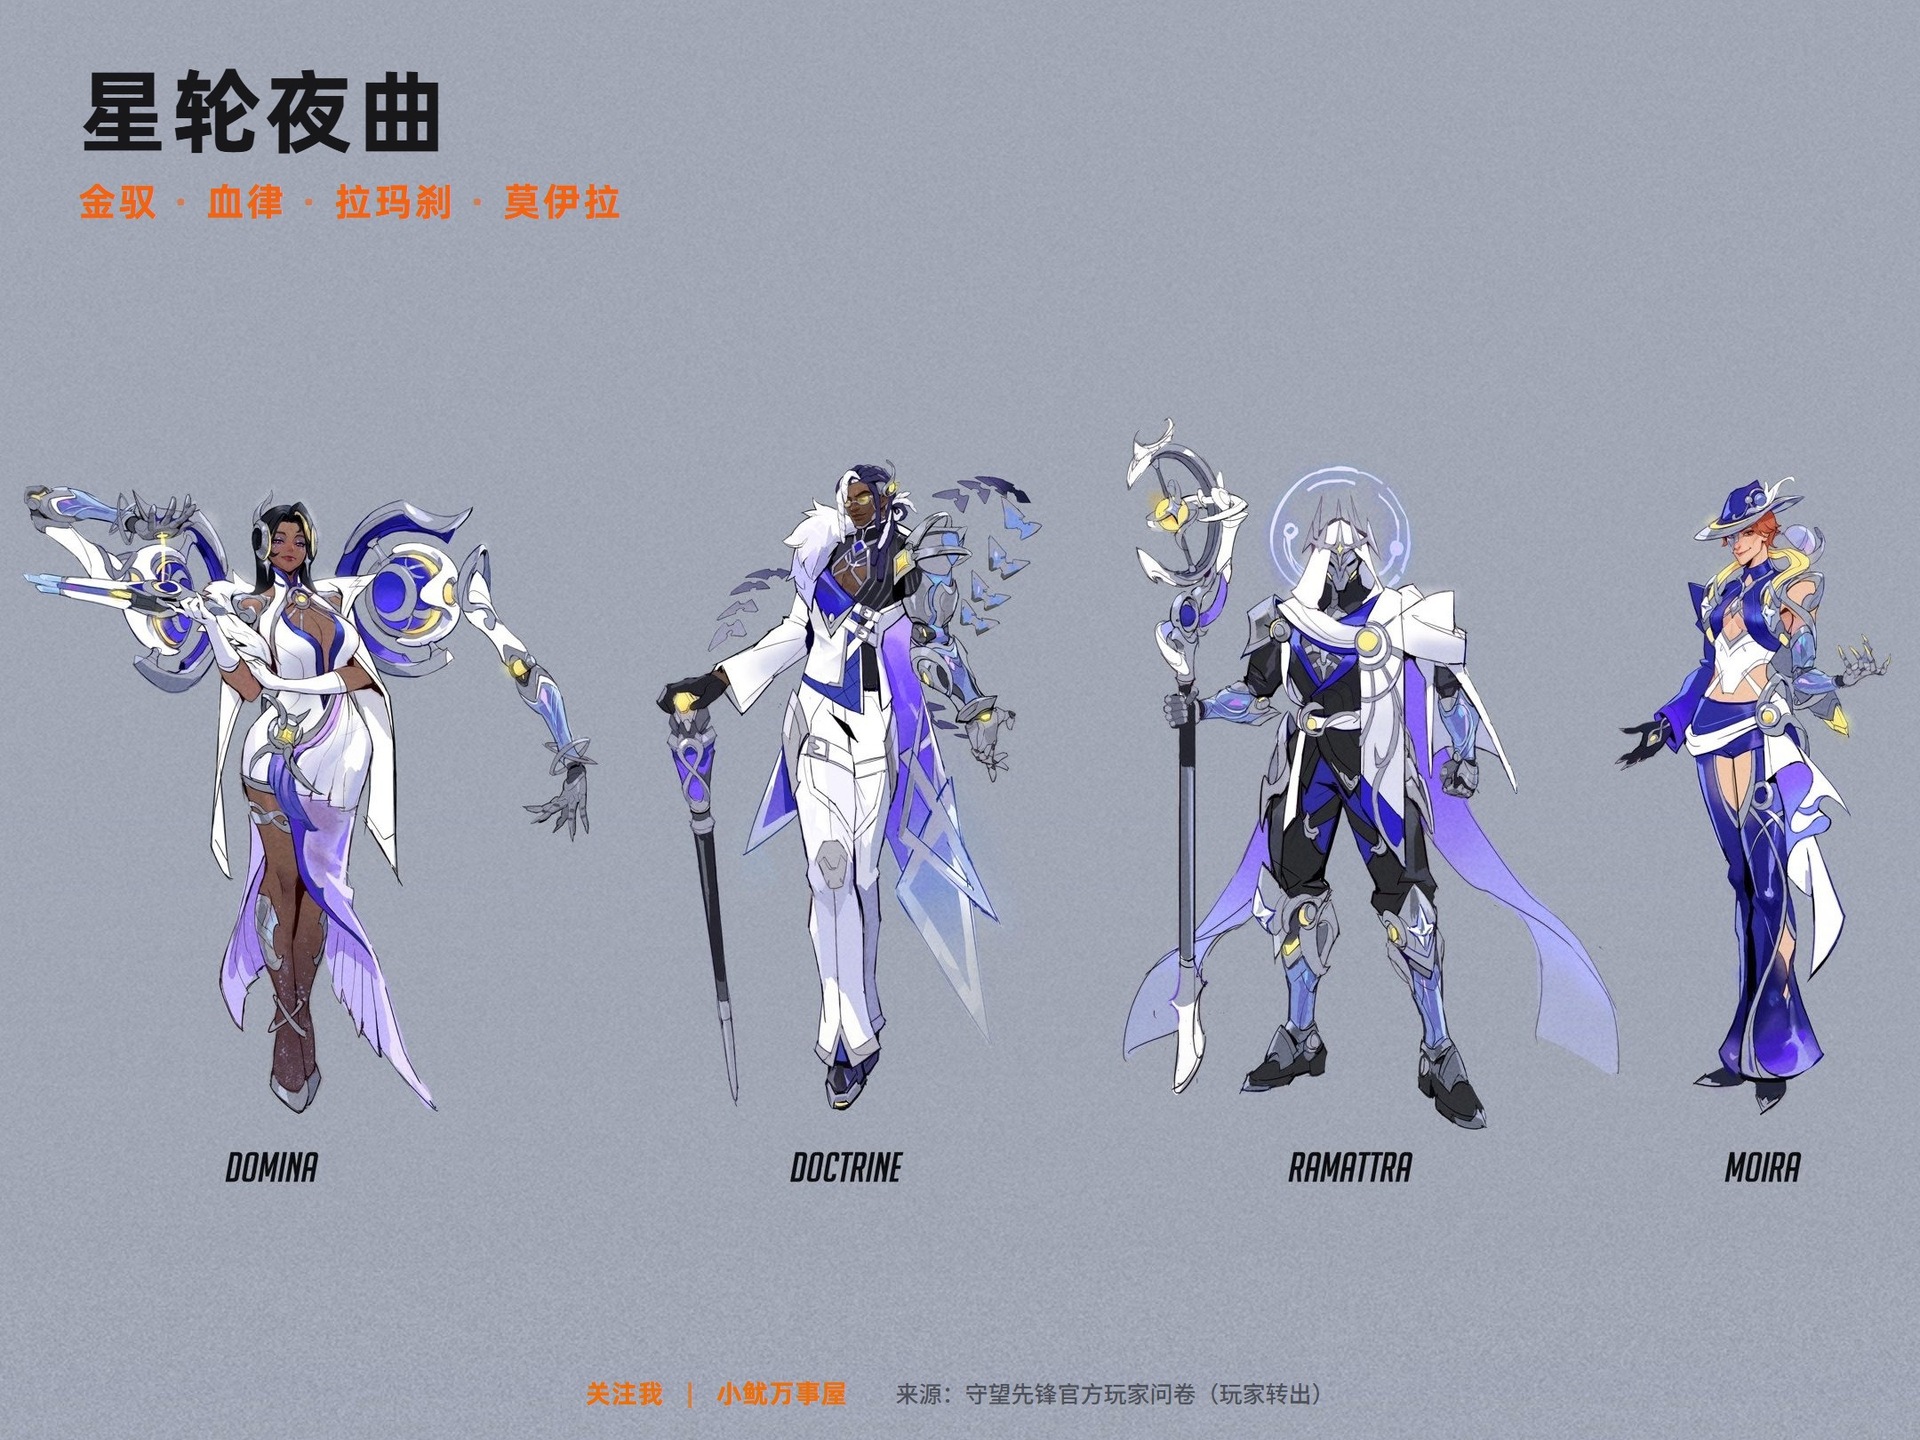 星轮夜曲
金驭 · 血律 · 拉玛刹 · 莫伊拉
DOMINA
DOCTRINE
RAMATTRA
MOIRA
关注我 | 小鱿万事屋 来源：守望先锋官方玩家问卷（玩家转出）